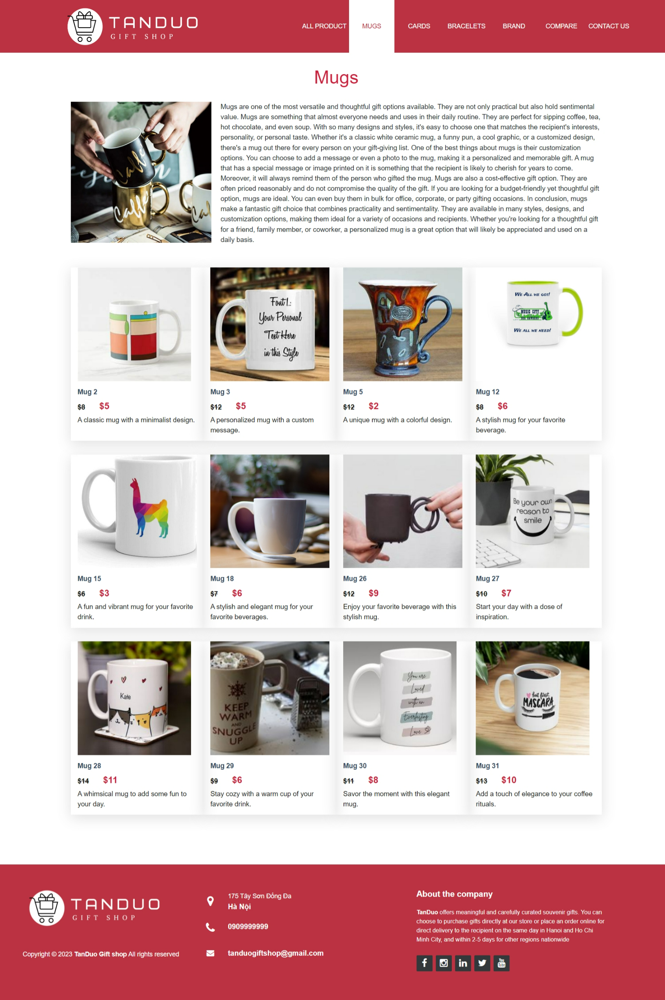 TANDUO
GIFT SHOP
ALL PRODUCT
MUGS
CARDS
BRACELETS
BRAND
COMPARE
CONTACT US
Mugs
Caffé
Caffé
Mugs are one of the most versatile and thoughtful gift options available. They are not only practical but also hold sentimental
value. Mugs are something that almost everyone needs and uses in their daily routine. They are perfect for sipping coffee, tea,
hot chocolate, and even soup. With so many designs and styles, it's easy to choose one that matches the recipient's interests,
personality, or personal taste. Whether it's a classic white ceramic mug, a funny pun, a cool graphic, or a customized design,
there's a mug out there for every person on your gift-giving list. One of the best things about mugs is their customization
options. You can choose to add a message or even a photo to the mug, making it a personalized and memorable gift. A mug
that has a special message or image printed on it is something that the recipient is likely to cherish for years to come.
Moreover, it will always remind them of the person who gifted the mug. Mugs are also a cost-effective gift option. They are
often priced reasonably and do not compromise the quality of the gift. If you are looking for a budget-friendly yet thoughtful gift
option, mugs are ideal. You can even buy them in bulk for office, corporate, or party gifting occasions. In conclusion, mugs
make a fantastic gift choice that combines practicality and sentimentality. They are available in many styles, designs, and
customization options, making them ideal for a variety of occasions and recipients. Whether you're looking for a thoughtful gift
for a friend, family member, or coworker, a personalized mug is a great option that will likely be appreciated and used on a
daily basis.
Mug 2
$8 $5
A classic mug with a minimalist design.
Font 1.:
Your Personal
Text Here
in this Style
Mug 3
$12 $5
A personalized mug with a custom
message.
Mug 5
$12 $2
A unique mug with a colorful design.
WE ALL WE GOT!
MUSIC CITY
WE ALL WE NEED!
Mug 12
$8 $6
A stylish mug for your favorite
beverage.
Mug 15
$6 $3
A fun and vibrant mug for your favorite
drink.
Mug 18
$7 $6
A stylish and elegant mug for your
favorite beverages.
Mug 26
$12 $9
Enjoy your favorite beverage with this
stylish mug.
Be your own
reason to
smile
Mug 27
$10 $7
Start your day with a dose of
inspiration.
Kate
Mug 28
$14 $11
A whimsical mug to add some fun to
your day.
KEEP
WARM
AND
SNUGGLE
UP
Mug 29
$9 $6
Stay cozy with a warm cup of your
favorite drink.
You are
Loved
with an
Everlasting
Love
Mug 30
$11 $8
Savor the moment with this elegant
mug.
but first.
MASCARA
Mug 31
$13 $10
Add a touch of elegance to your coffee
rituals.
TANDUO
GIFT SHOP
Copyright © 2023 TanDuo Gift shop All rights reserved
175 Tây Sơn Đống Đa
Hà Nội
0909999999
tanduogiftshop@gmail.com
About the company
TanDuo offers meaningful and carefully curated souvenir gifts. You can
choose to purchase gifts directly at our store or place an order online for
direct delivery to the recipient on the same day in Hanoi and Ho Chi
Minh City, and within 2-5 days for other regions nationwide
You
Tube